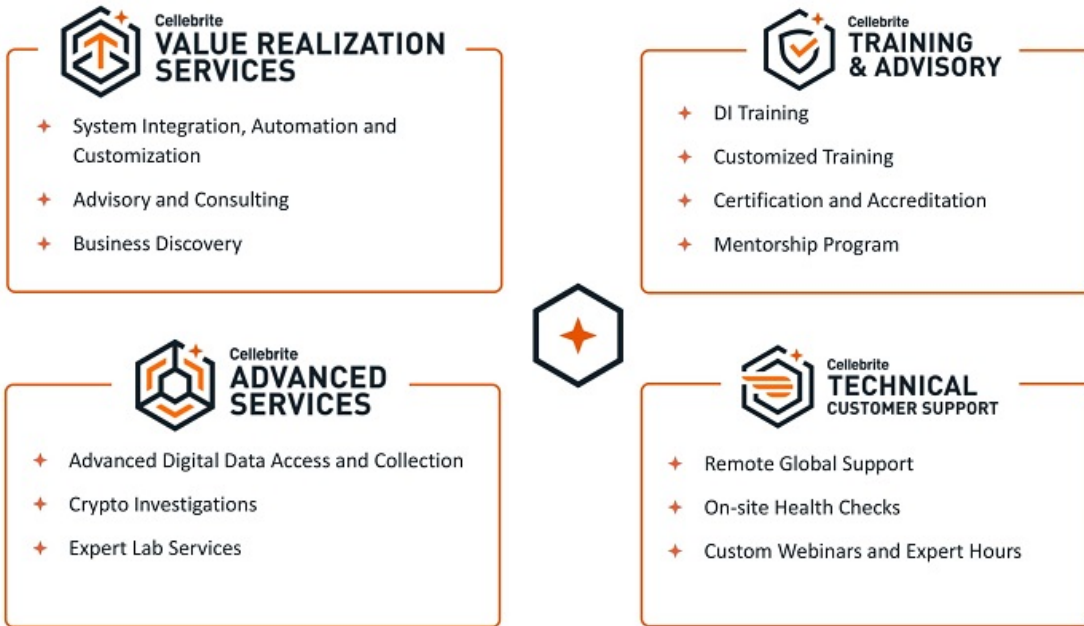 Cellebrite
VALUE REALIZATION
SERVICES
System Integration, Automation and
Customization
Advisory and Consulting
Business Discovery
Cellebrite
TRAINING
& ADVISORY
DI Training
Customized Training
Certification and Accreditation
Mentorship Program
Cellebrite
ADVANCED
SERVICES
Advanced Digital Data Access and Collection
Crypto Investigations
Expert Lab Services
Cellebrite
TECHNICAL
CUSTOMER SUPPORT
Remote Global Support
On-site Health Checks
Custom Webinars and Expert Hours